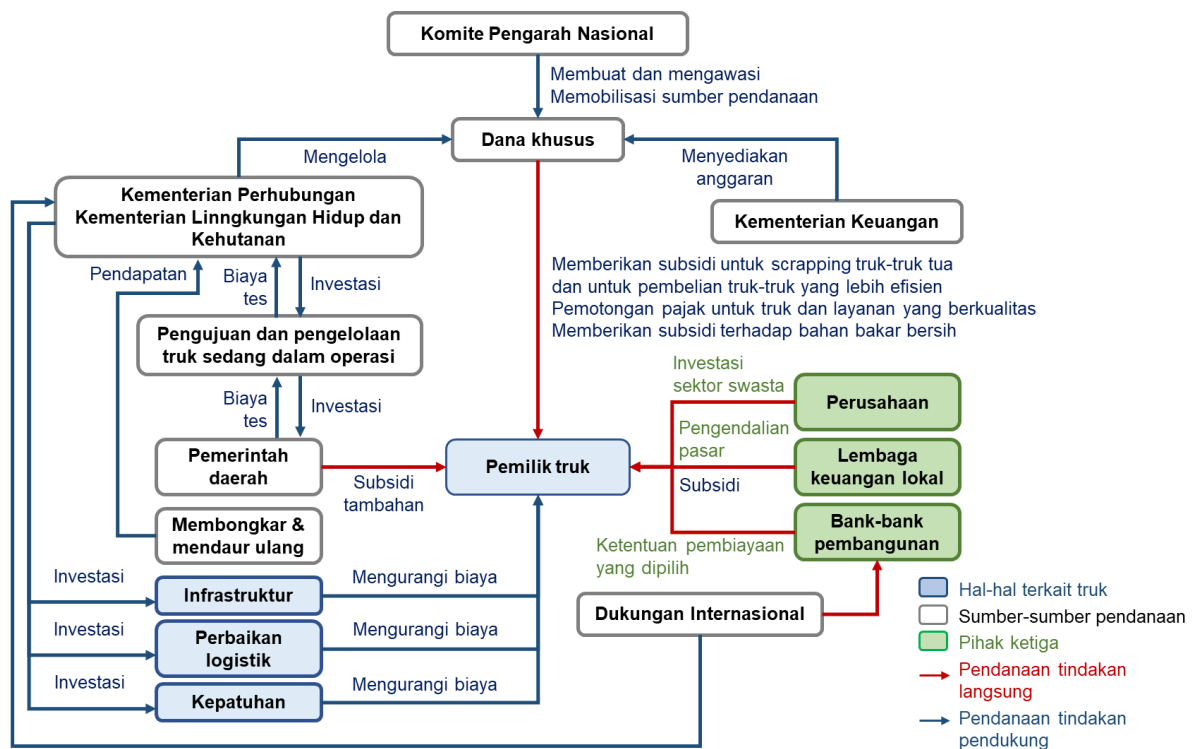 Komite Pengarah Nasional
Membuat dan mengawasi
Memobilisasi sumber pendanaan
Dana khusus
Mengelola
Menyediakan
anggaran
Kementerian Perhubungan
Kementerian Linngkungan Hidup dan
Kehutanan
Kementerian Keuangan
Pendapatan
Biaya
tes
Investasi
Memberikan subsidi untuk scrapping truk-truk tua
dan untuk pembelian truk-truk yang lebih efisien
Pemotongan pajak untuk truk dan layanan yang berkualitas
Memberikan subsidi terhadap bahan bakar bersih
Pengujuan dan pengelolaan
truk sedang dalam operasi
Biaya
tes
Investasi
Investasi
sektor swasta
Perusahaan
Pemerintah
daerah
Subsidi
tambahan
Pemilik truk
Pengendalian
pasar
Subsidi
Lembaga
keuangan lokal
Membongkar &
mendaur ulang
Ketentuan pembiayaan
yang dipilih
Bank-bank
pembangunan
Investasi
Infrastruktur
Mengurangi biaya
Dukungan Internasional
Investasi
Perbaikan
logistik
Mengurangi biaya
Investasi
Kepatuhan
Mengurangi biaya
Hal-hal terkait truk
Sumber-sumber pendanaan
Pihak ketiga
Pendanaan tindakan
langsung
Pendanaan tindakan
pendukung